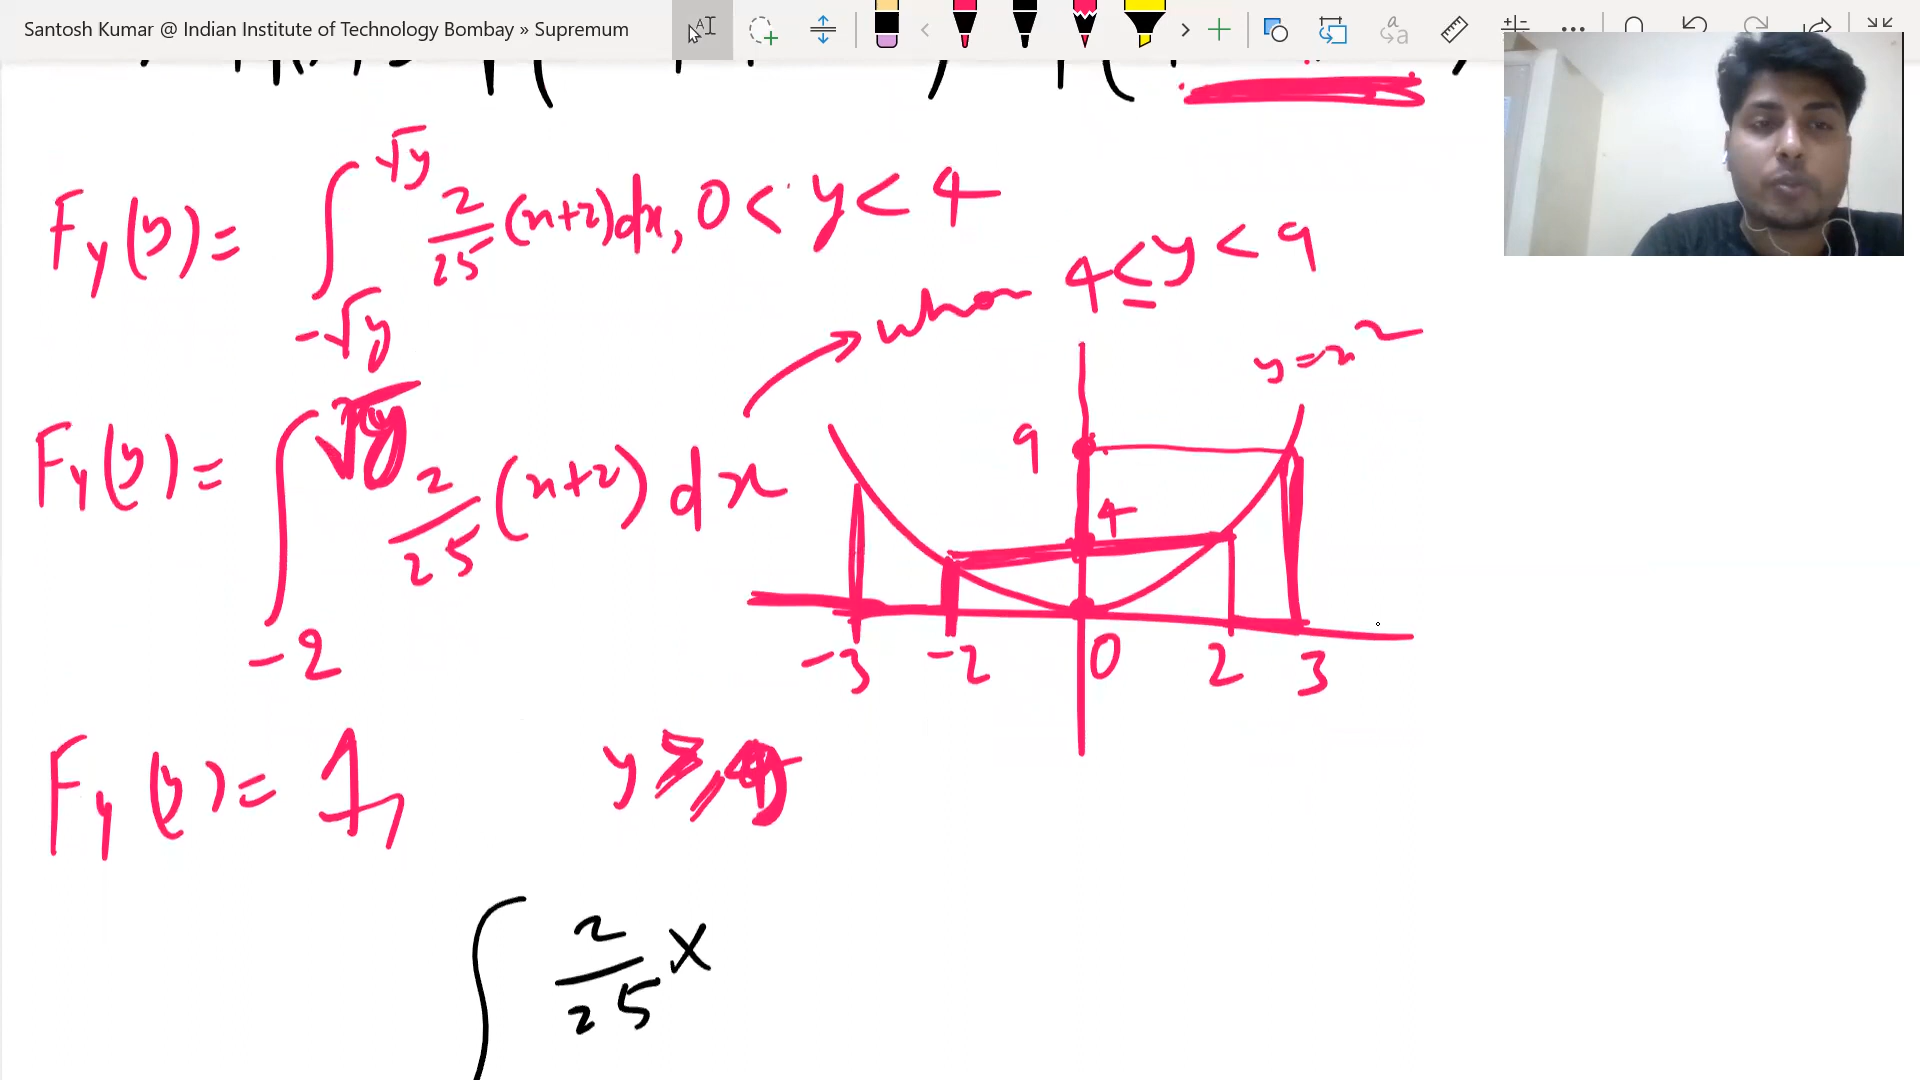 Santosh Kumar @ Indian Institute of Technology Bombay » Supremum
F_Y(y) = ∫_{-√y}^{√y} 2/25 (x+2) dx, 0 < y < 4
when 4 ≤ y < 9
y = x²
F_Y(y) = ∫_{-2}^{√y} 2/25 (x+2) dx
9
4
-3 -2 0 2 3
F_Y(y) = 1, y
∫ 2/25 x